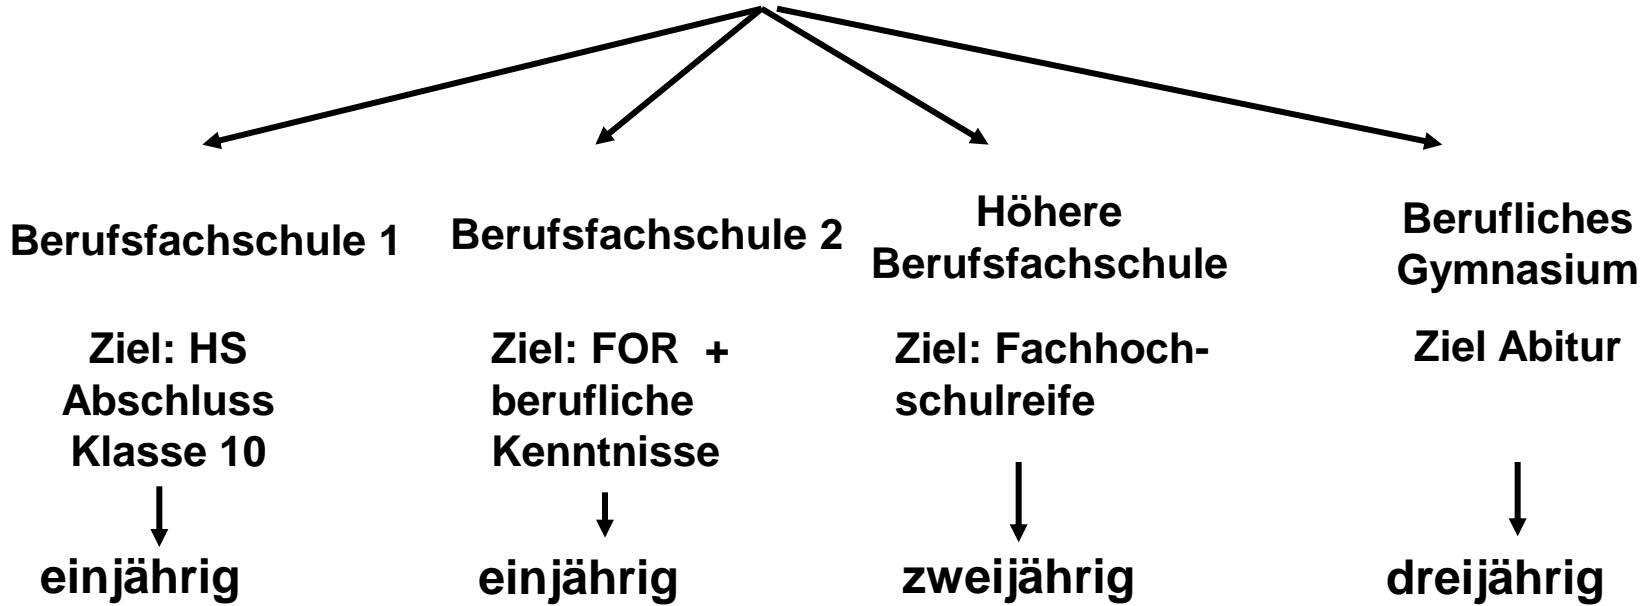 Berufsfachschule 1
Ziel: HS
Abschluss
Klasse 10
einjährig
Berufsfachschule 2
Ziel: FOR +
berufliche
Kenntnisse
einjährig
Höhere
Berufsfachschule
Ziel: Fachhoch-
schulreife
zweijährig
Berufliches
Gymnasium
Ziel Abitur
dreijährig